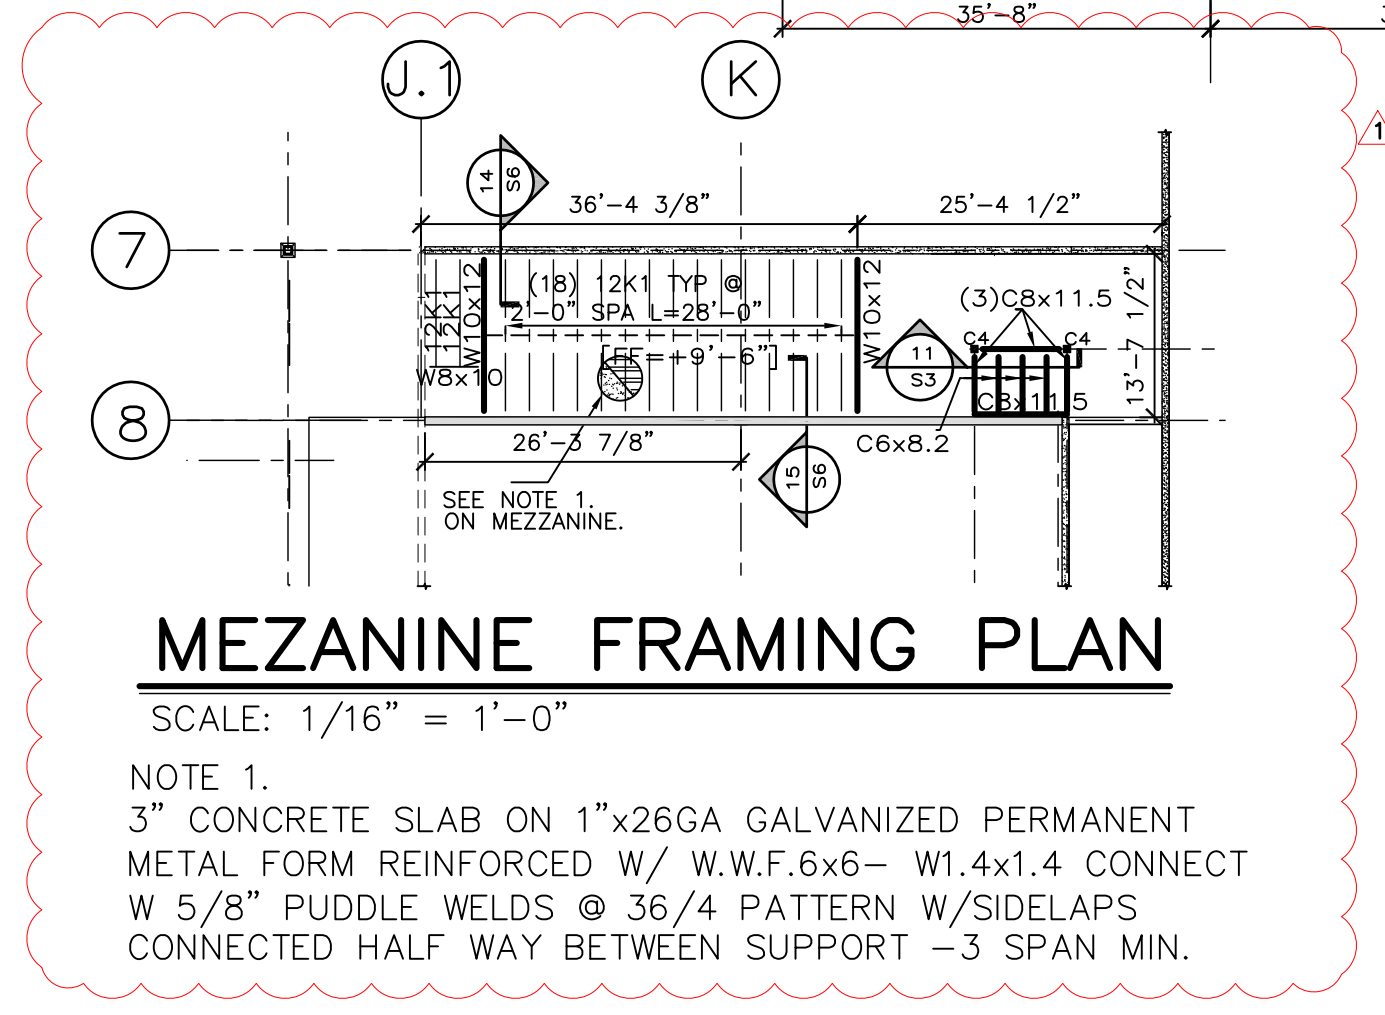 35'-8"
J.1
K
1
14
S6
36'-4 3/8"
25'-4 1/2"
7
(18) 12K1 TYP @
2'-0" SPA L=28'-0"
[FF=+9'-6"]
12K1
12K1
W10x12
W10x12
W8x10
(3)C8x11.5
C4
C4
11
S3
C8x11.5
13'-7 1/2"
8
C6x8.2
26'-3 7/8"
15
S6
SEE NOTE 1.
ON MEZZANINE.
MEZANINE FRAMING PLAN
SCALE: 1/16" = 1'-0"
NOTE 1.
3" CONCRETE SLAB ON 1"x26GA GALVANIZED PERMANENT
METAL FORM REINFORCED W/ W.W.F.6x6- W1.4x1.4 CONNECT
W 5/8" PUDDLE WELDS @ 36/4 PATTERN W/SIDELAPS
CONNECTED HALF WAY BETWEEN SUPPORT -3 SPAN MIN.